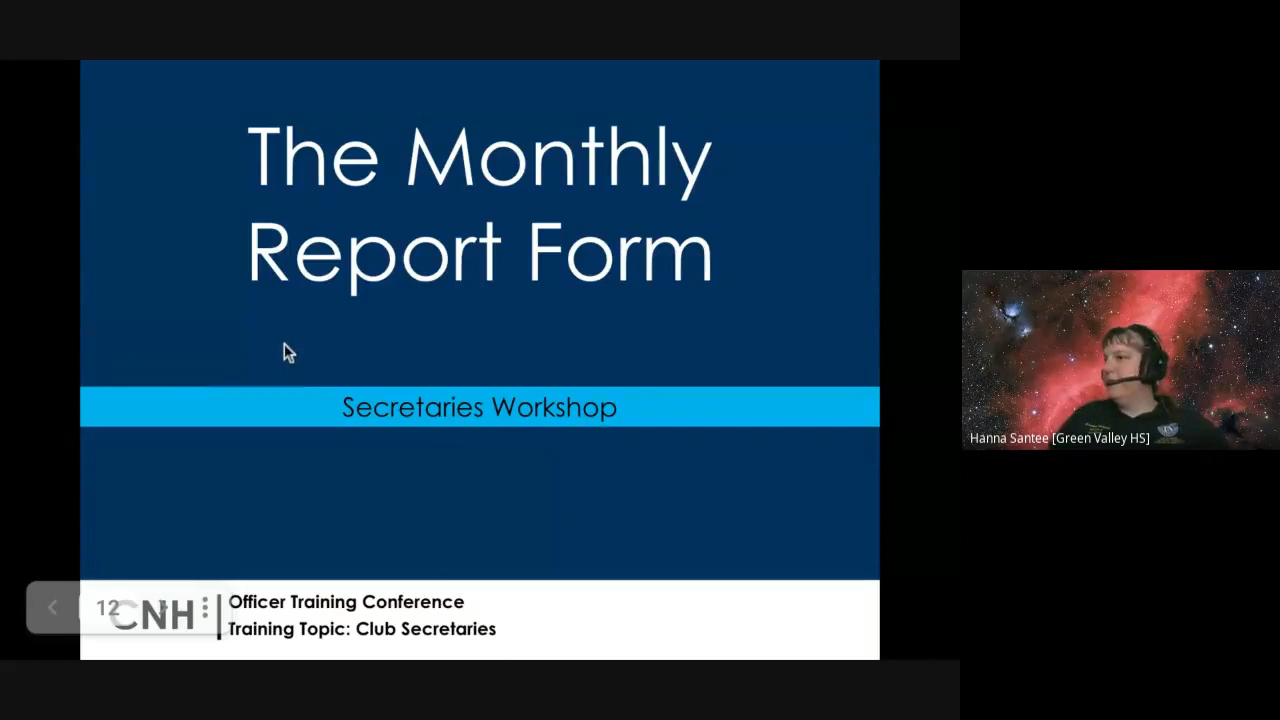 The Monthly
Report Form
Secretaries Workshop
12
CNH
Officer Training Conference
Training Topic: Club Secretaries
Hanna Santee [Green Valley HS]